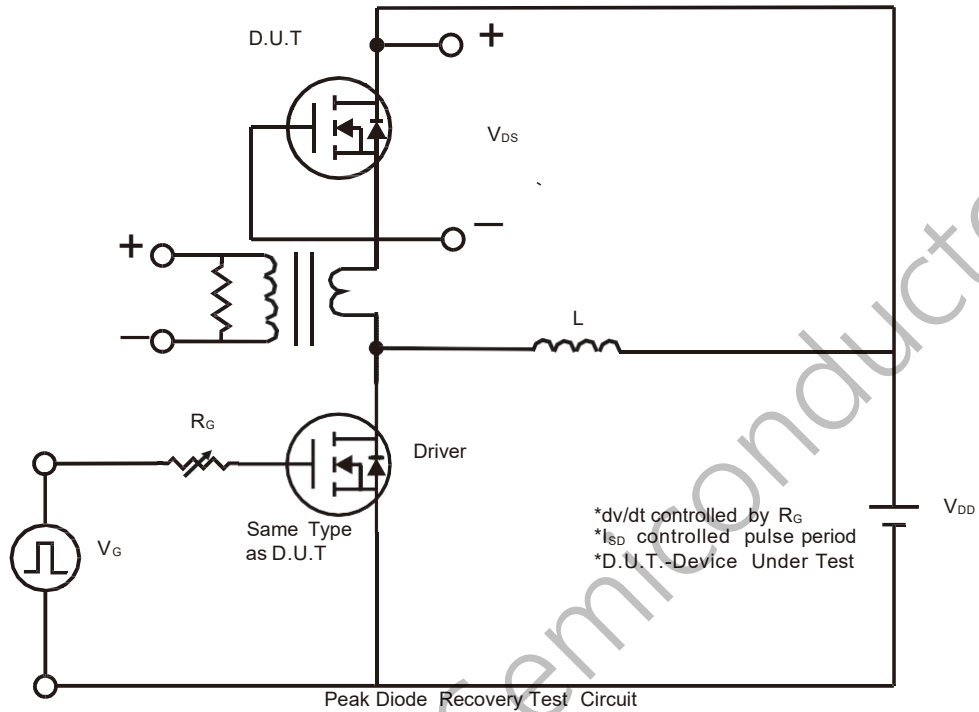 D.U.T
+
VDS
−
+
−
L
RG
Driver
Same Type
as D.U.T
VG
VDD
*dv/dt controlled by RG
*ISD controlled pulse period
*D.U.T.-Device Under Test
Peak Diode Recovery Test Circuit